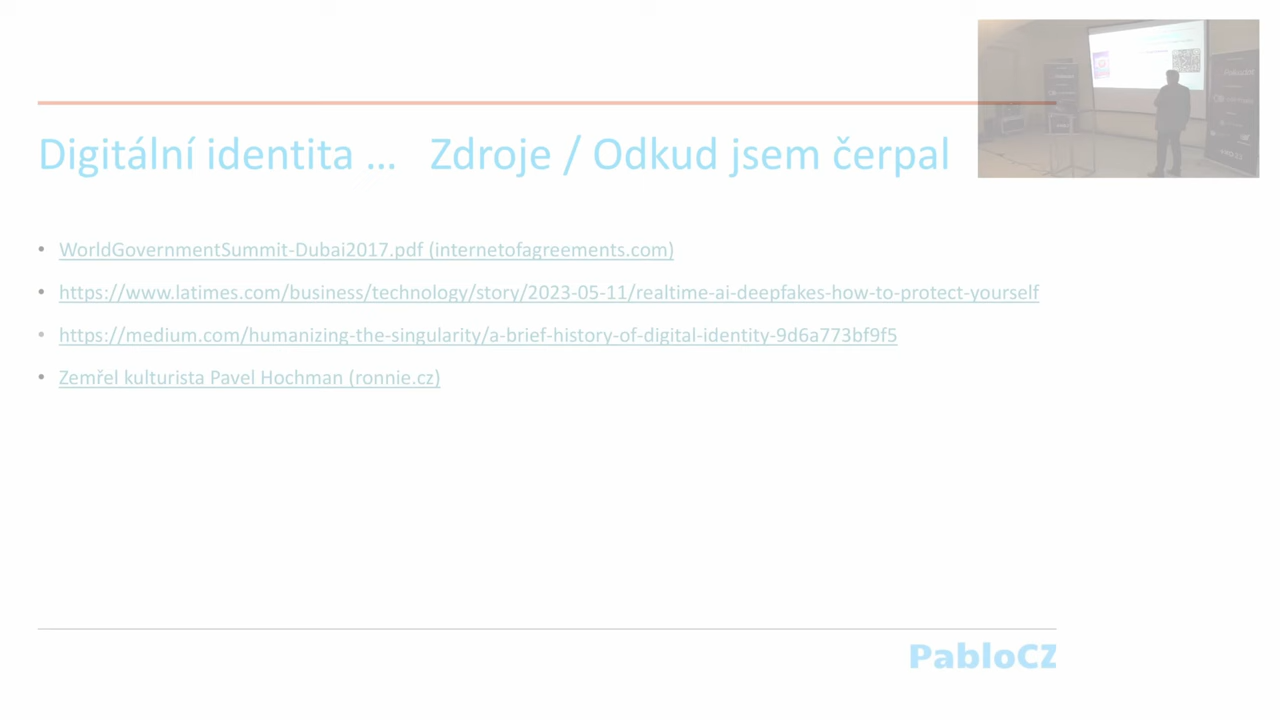 Digitální identita ... Zdroje / Odkud jsem čerpal
• WorldGovernmentSummit-Dubai2017.pdf (internetofagreements.com)
• https://www.latimes.com/business/technology/story/2023-05-11/realtime-ai-deepfakes-how-to-protect-yourself
• https://medium.com/humanizing-the-singularity/a-brief-history-of-digital-identity-9d6a773bf9f5
• Zemřel kulturista Pavel Hochman (ronnie.cz)
PabloCZ